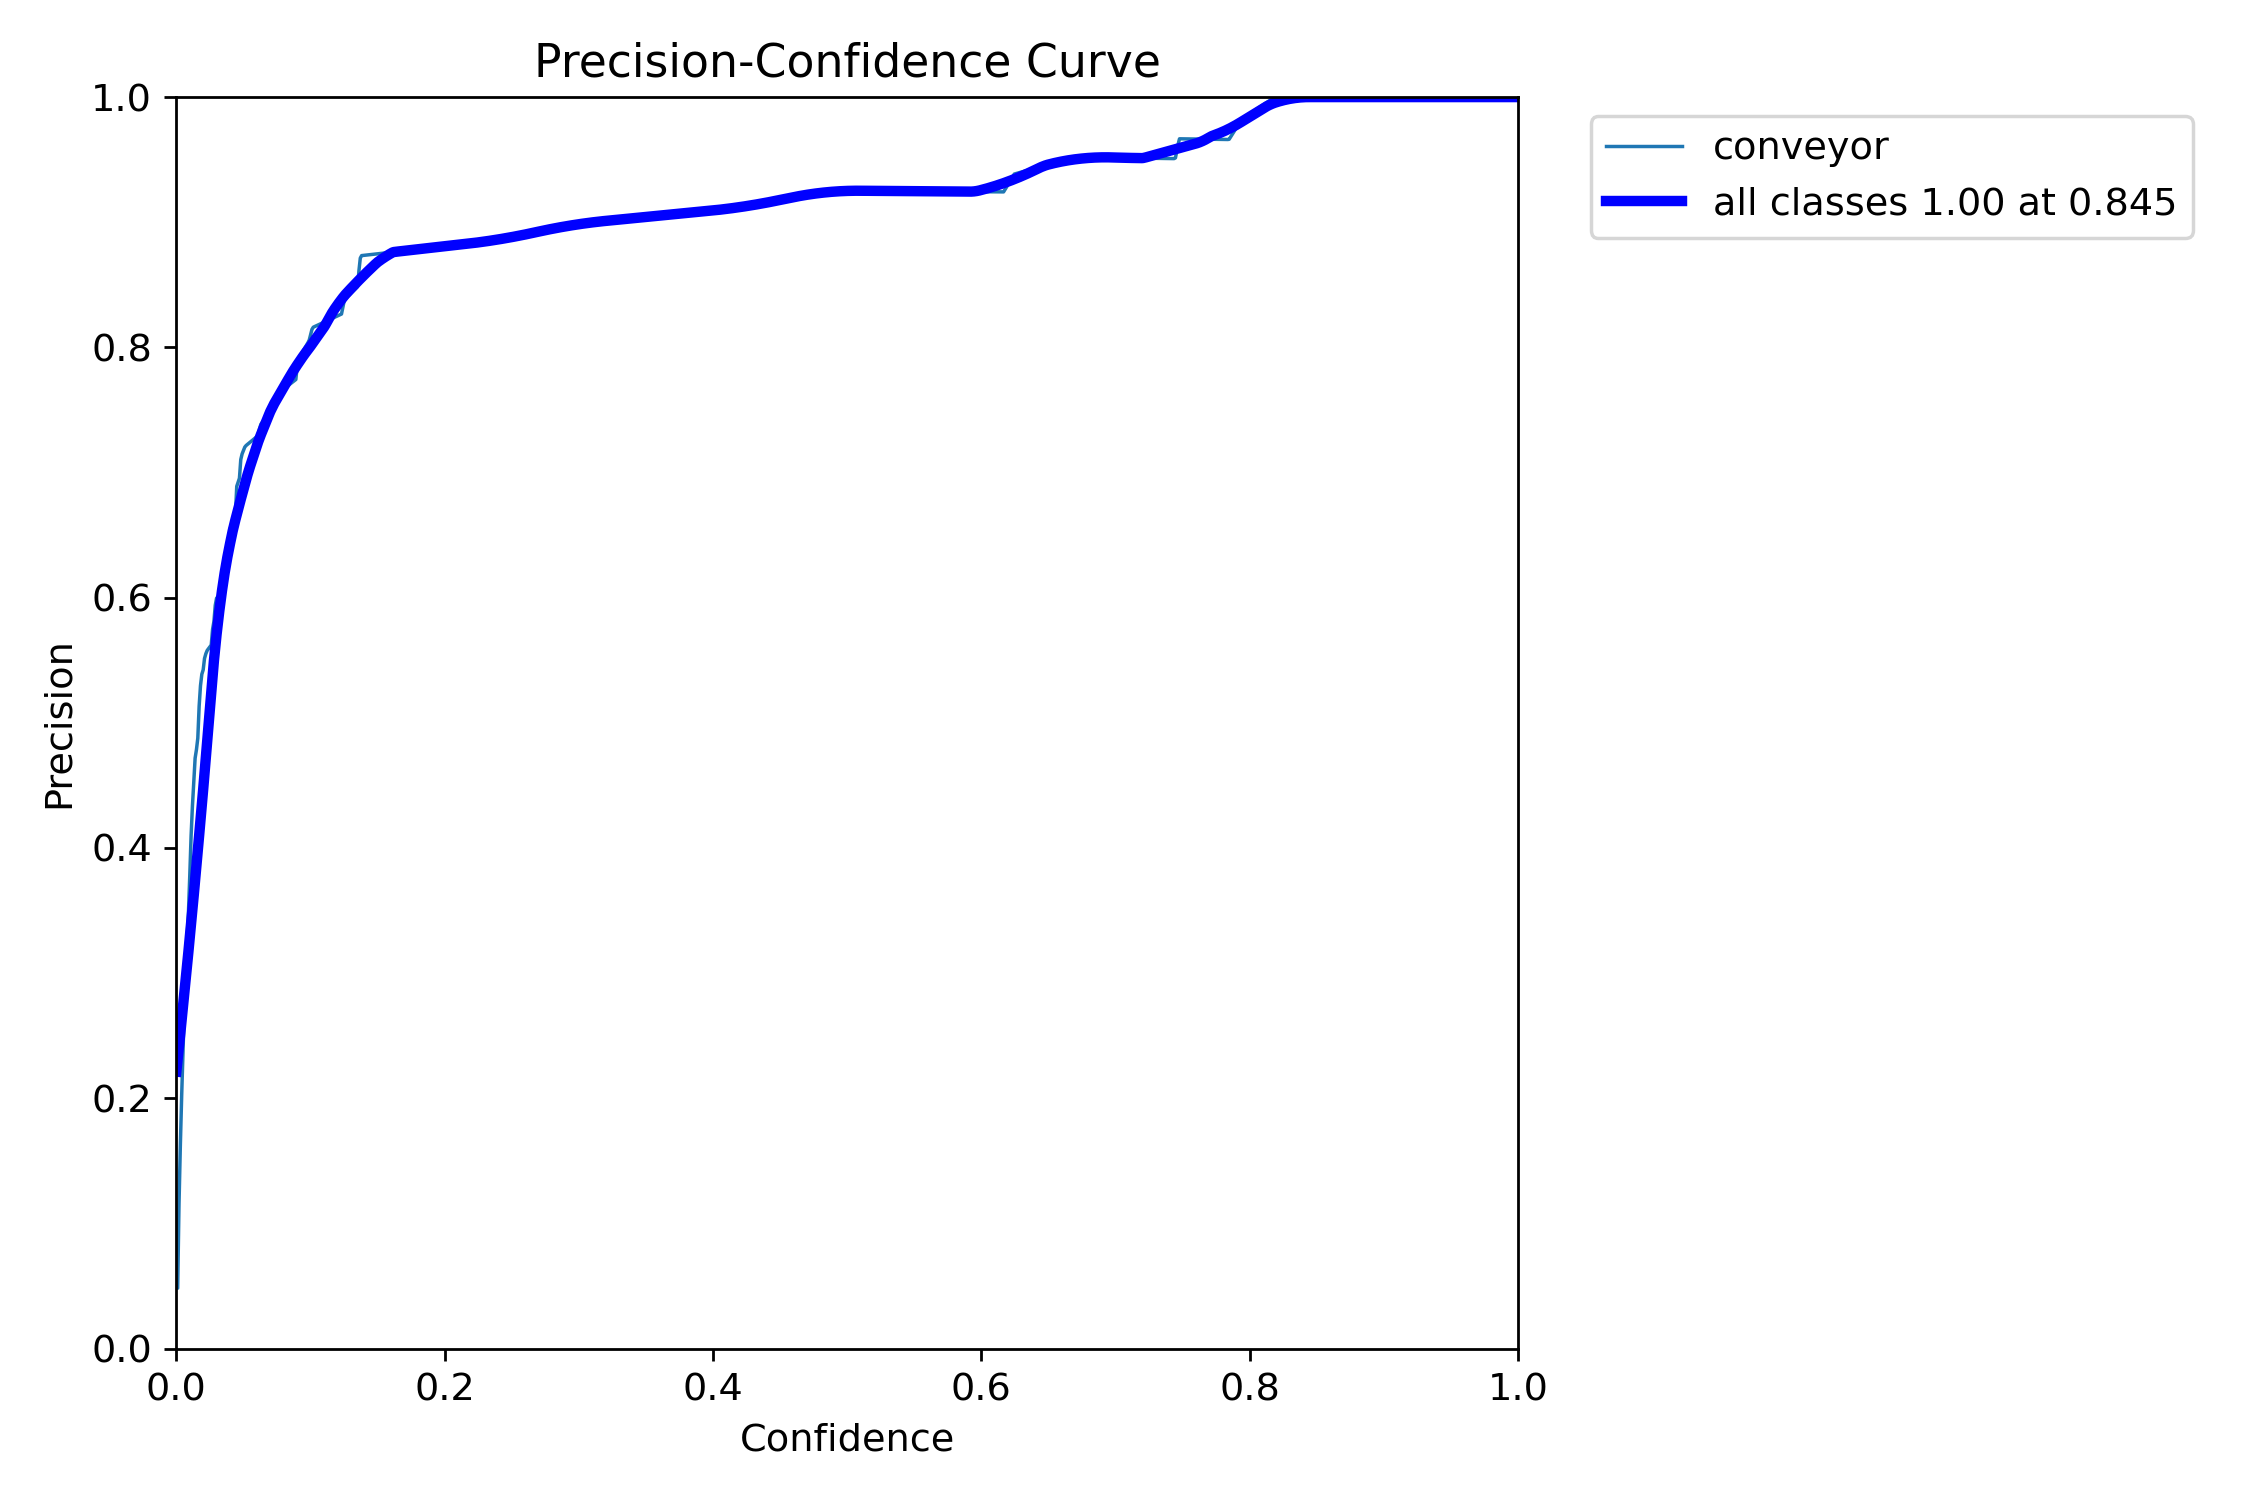 Precision-Confidence Curve
1.0
0.8
0.6
0.4
0.2
0.0
Precision
0.0 0.2 0.4 0.6 0.8 1.0
Confidence
conveyor
all classes 1.00 at 0.845